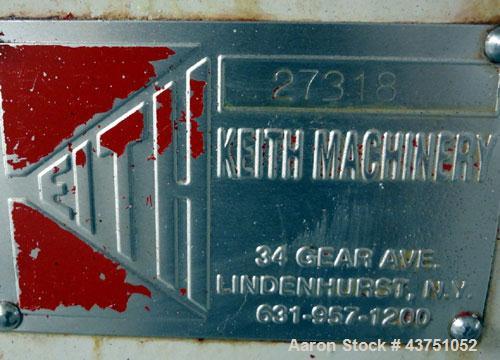 27318
KEITH
KEITH MACHINERY
34 GEAR AVE.
LINDENHURST, N.Y.
631-957-1200
Aaron Stock # 43751052